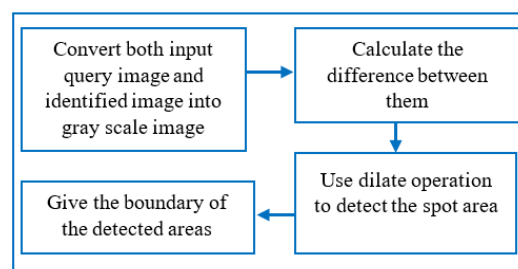 Convert both input
query image and
identified image into
gray scale image
Calculate the
difference between
them
Use dilate operation
to detect the spot area
Give the boundary of
the detected areas